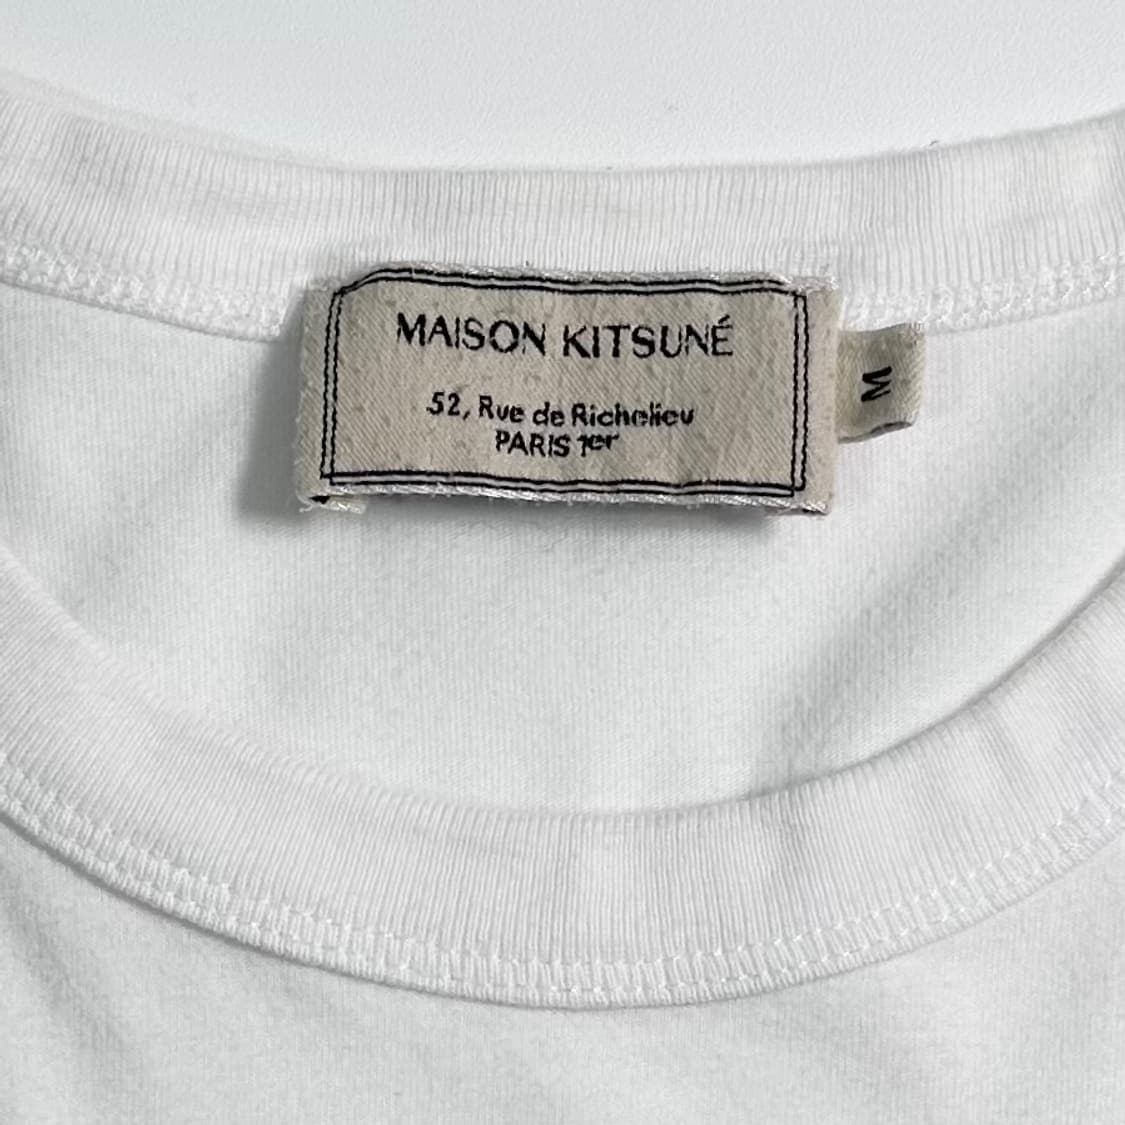 MAISON KITSUNÉ
52, Rue de Richelieu
PARIS 1er
M